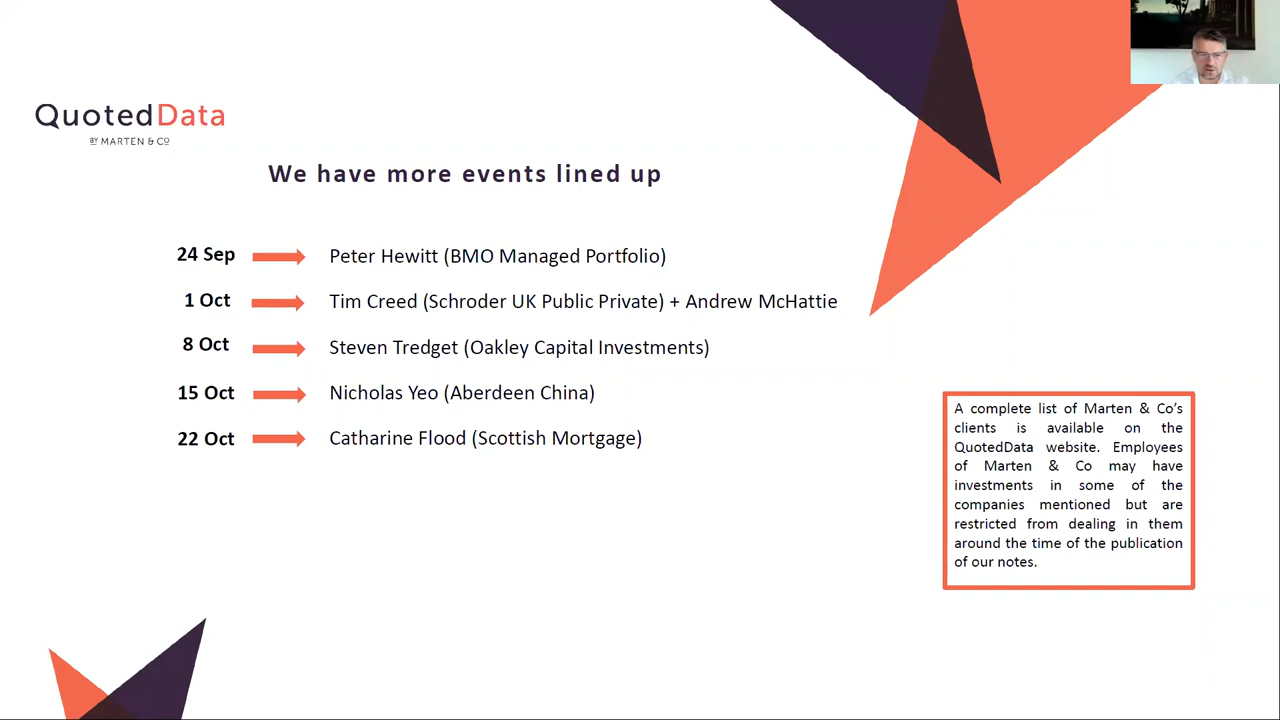 QuotedData
BY MARTEN & CO
We have more events lined up
24 Sep Peter Hewitt (BMO Managed Portfolio)
1 Oct Tim Creed (Schroder UK Public Private) + Andrew McHattie
8 Oct Steven Tredget (Oakley Capital Investments)
15 Oct Nicholas Yeo (Aberdeen China)
22 Oct Catharine Flood (Scottish Mortgage)
A complete list of Marten & Co’s
clients is available on the
QuotedData website. Employees
of Marten & Co may have
investments in some of the
companies mentioned but are
restricted from dealing in them
around the time of the publication
of our notes.